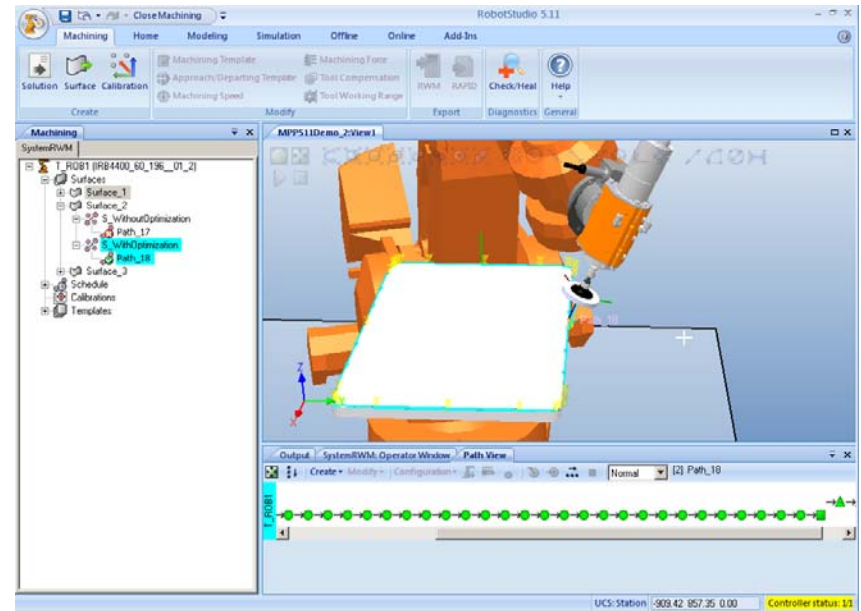 CloseMachining
RobotStudio 5.11
Machining Home Modeling Simulation Offline Online Add-Ins
Solution Surface Calibration
Machining Template
Approach/Departing Template
Machining Speed
Machining Force
Tool Compensation
Tool Working Range
RWM RAPID
Check/Heal
Help
Create Modify Export Diagnostics General
Machining
SystemRWM
T_ROB1 (IRB4400_60_196__01_2)
Surfaces
Surface_1
Surface_2
S_WithoutOptimization
Path_17
S_WithOptimization
Path_18
Surface_3
Schedule
Calibrations
Templates
MPP511Demo_2:View1
Path_18
Z
X
Output SystemRWM: Operator Window Path View
Create Modify Configuration Normal [2] Path_18
T_ROB1
UCS: Station -909.42 857.35 0.00 Controller status: 1/1